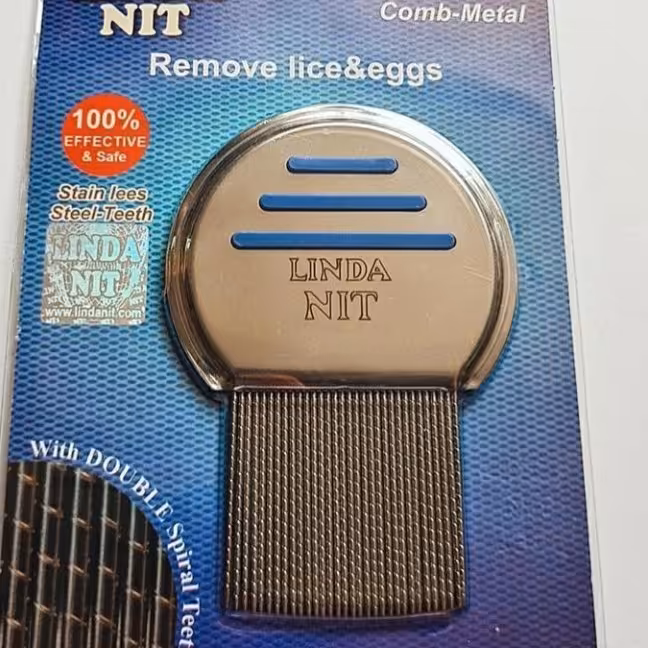 NIT
Comb-Metal
Remove lice&eggs
100%
EFFECTIVE
& Safe
Stain lees
Steel-Teeth
LINDA
NIT
www.lindanit.com
LINDA
NIT
With DOUBLE Spiral Teet